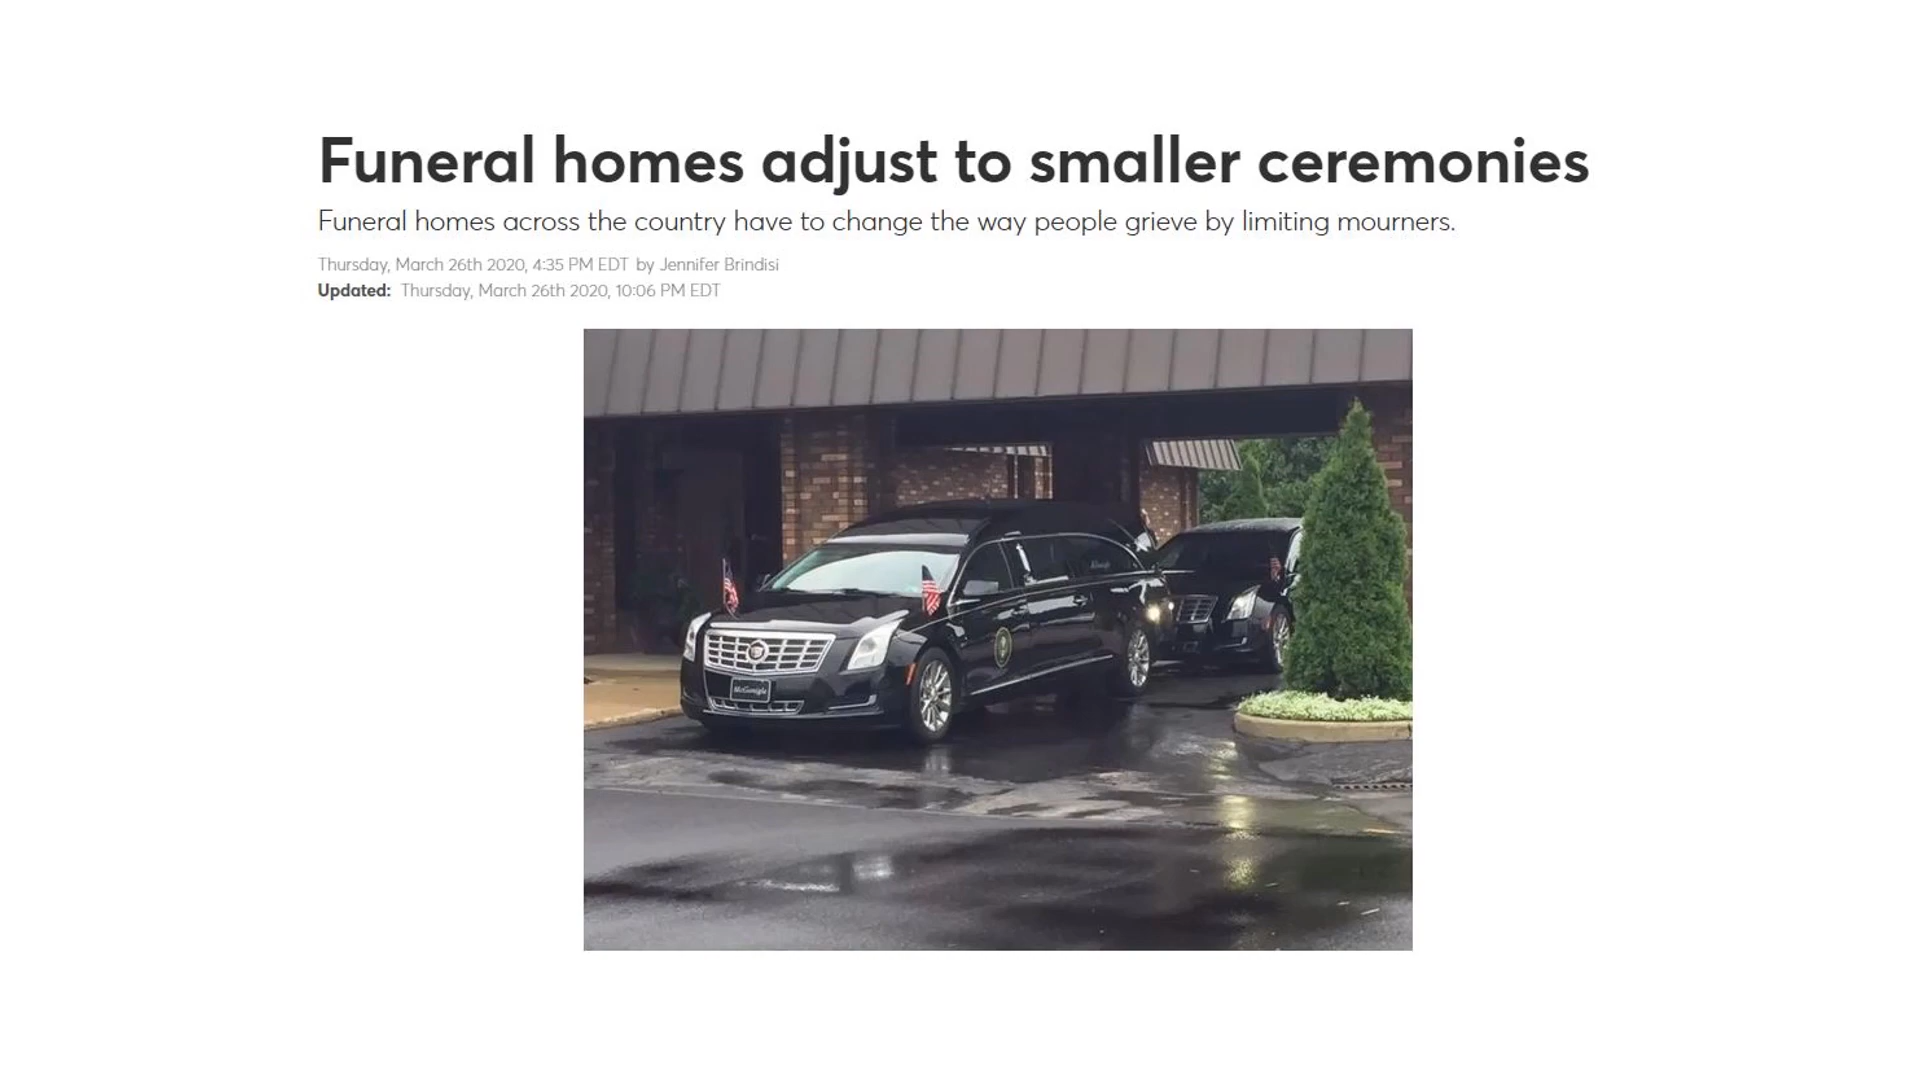 Funeral homes adjust to smaller ceremonies
Funeral homes across the country have to change the way people grieve by limiting mourners.
Thursday, March 26th 2020, 4:35 PM EDT by Jennifer Brindisi
Updated: Thursday, March 26th 2020, 10:06 PM EDT
McGonigle